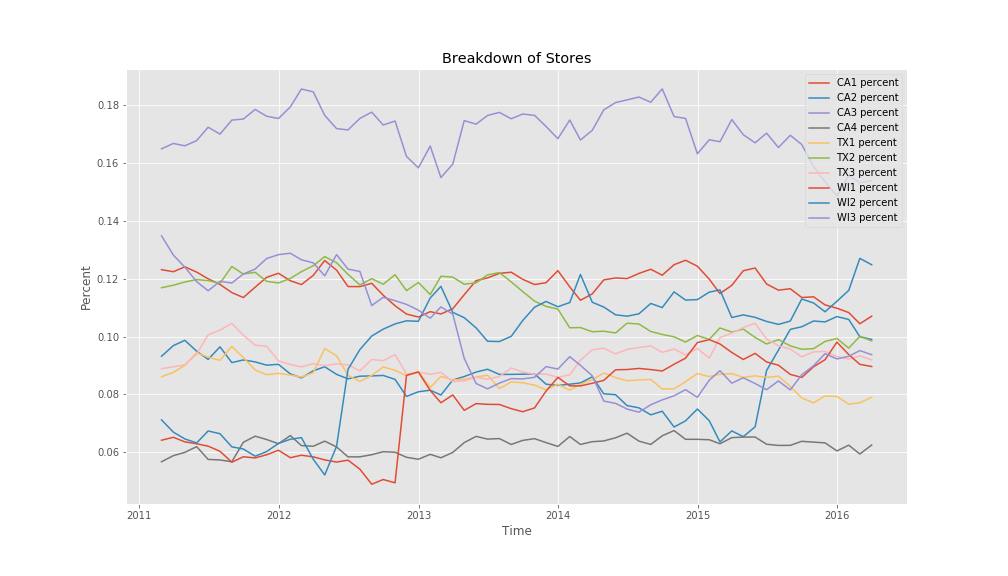 Breakdown of Stores
CA1 percent
CA2 percent
CA3 percent
CA4 percent
TX1 percent
TX2 percent
TX3 percent
WI1 percent
WI2 percent
WI3 percent
0.18
0.16
0.14
0.12
0.10
0.08
0.06
Percent
2011 2012 2013 2014 2015 2016
Time